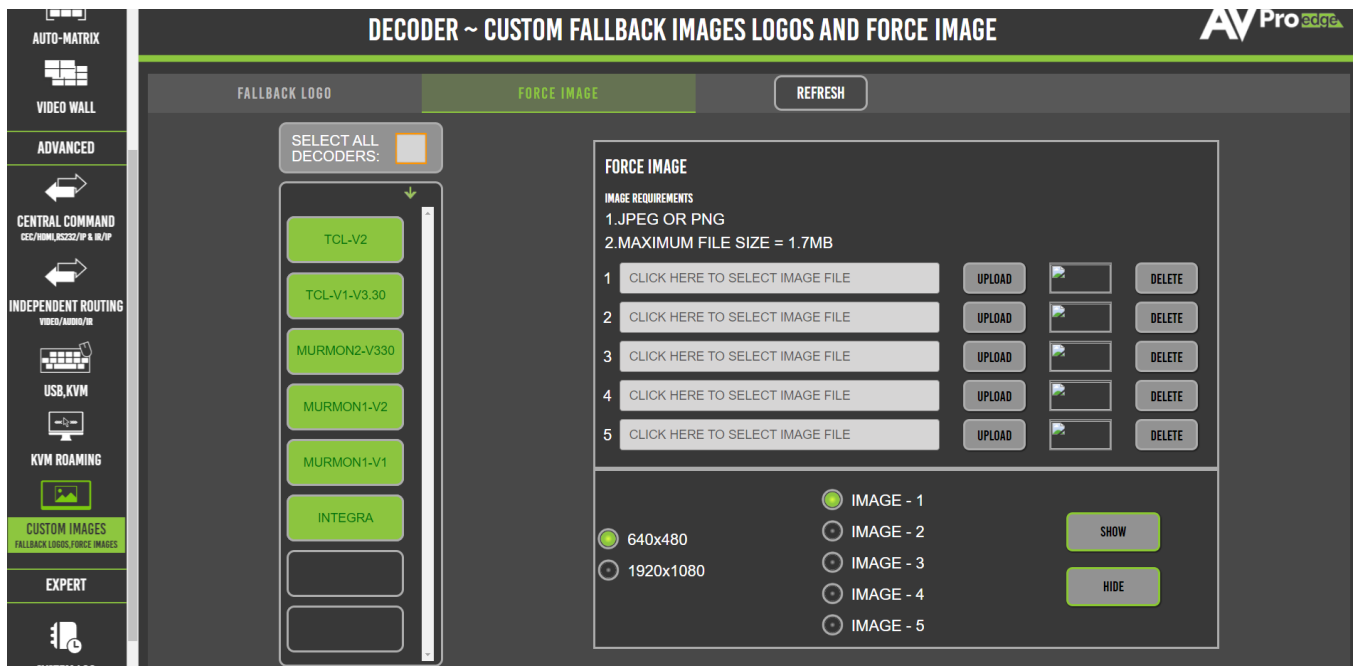 DECODER ~ CUSTOM FALLBACK IMAGES LOGOS AND FORCE IMAGE
AVPro edge
AUTO-MATRIX
VIDEO WALL
ADVANCED
CENTRAL COMMAND
CEC/HDMI,RS232/IP & IR/IP
INDEPENDENT ROUTING
VIDEO/AUDIO/IR
USB,KVM
KVM ROAMING
CUSTOM IMAGES
FALLBACK LOGOS,FORCE IMAGES
EXPERT
FALLBACK LOGO
FORCE IMAGE
REFRESH
SELECT ALL
DECODERS:
TCL-V2
TCL-V1-V3.30
MURMON2-V330
MURMON1-V2
MURMON1-V1
INTEGRA
FORCE IMAGE
IMAGE REQUIREMENTS
1.JPEG OR PNG
2.MAXIMUM FILE SIZE = 1.7MB
1 CLICK HERE TO SELECT IMAGE FILE UPLOAD DELETE
2 CLICK HERE TO SELECT IMAGE FILE UPLOAD DELETE
3 CLICK HERE TO SELECT IMAGE FILE UPLOAD DELETE
4 CLICK HERE TO SELECT IMAGE FILE UPLOAD DELETE
5 CLICK HERE TO SELECT IMAGE FILE UPLOAD DELETE
640x480
1920x1080
IMAGE - 1
IMAGE - 2
IMAGE - 3
IMAGE - 4
IMAGE - 5
SHOW
HIDE